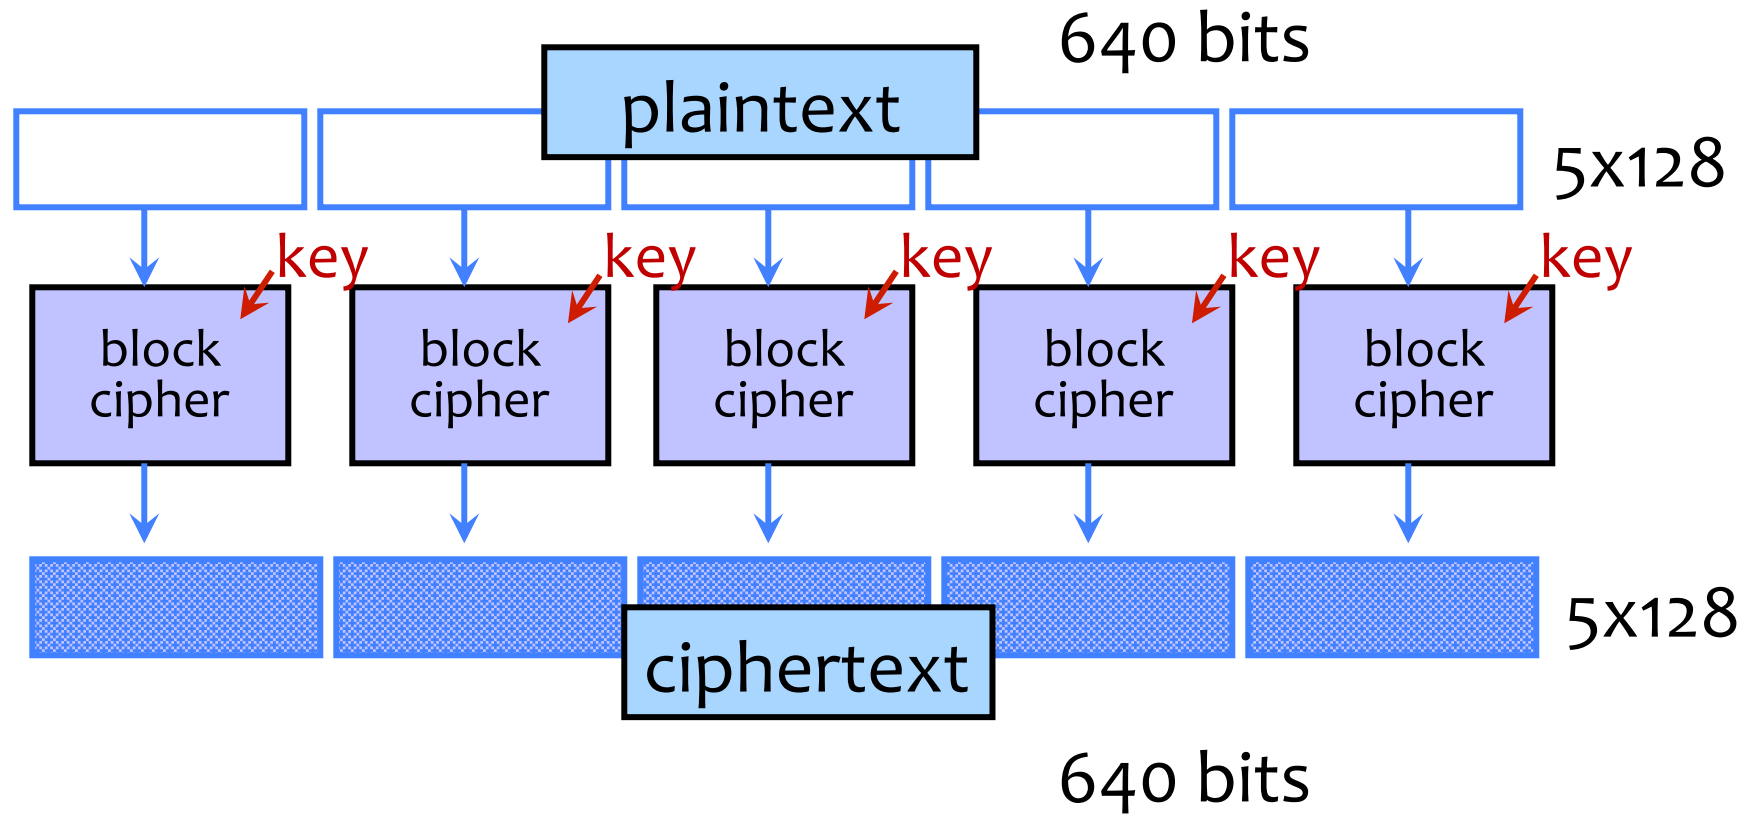 640 bits
plaintext
5x128
key key key key key
block block block block block
cipher cipher cipher cipher cipher
5x128
ciphertext
640 bits